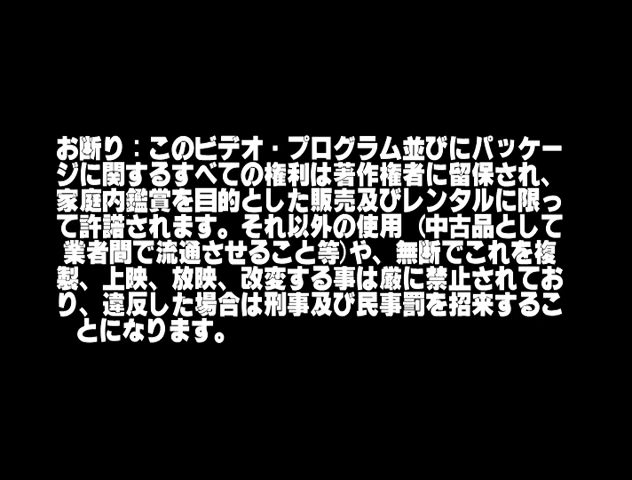 お断り：このビデオ・プログラム並びにパッケー
ジに関するすべての権利は著作権者に留保され、
家庭内鑑賞を目的とした販売及びレンタルに限っ
て許諾されます。それ以外の使用（中古品として
業者間で流通させること等）や、無断でこれを複
製、上映、放映、改変する事は厳に禁止されてお
り、違反した場合は刑事及び民事罰を招来するこ
とになります。